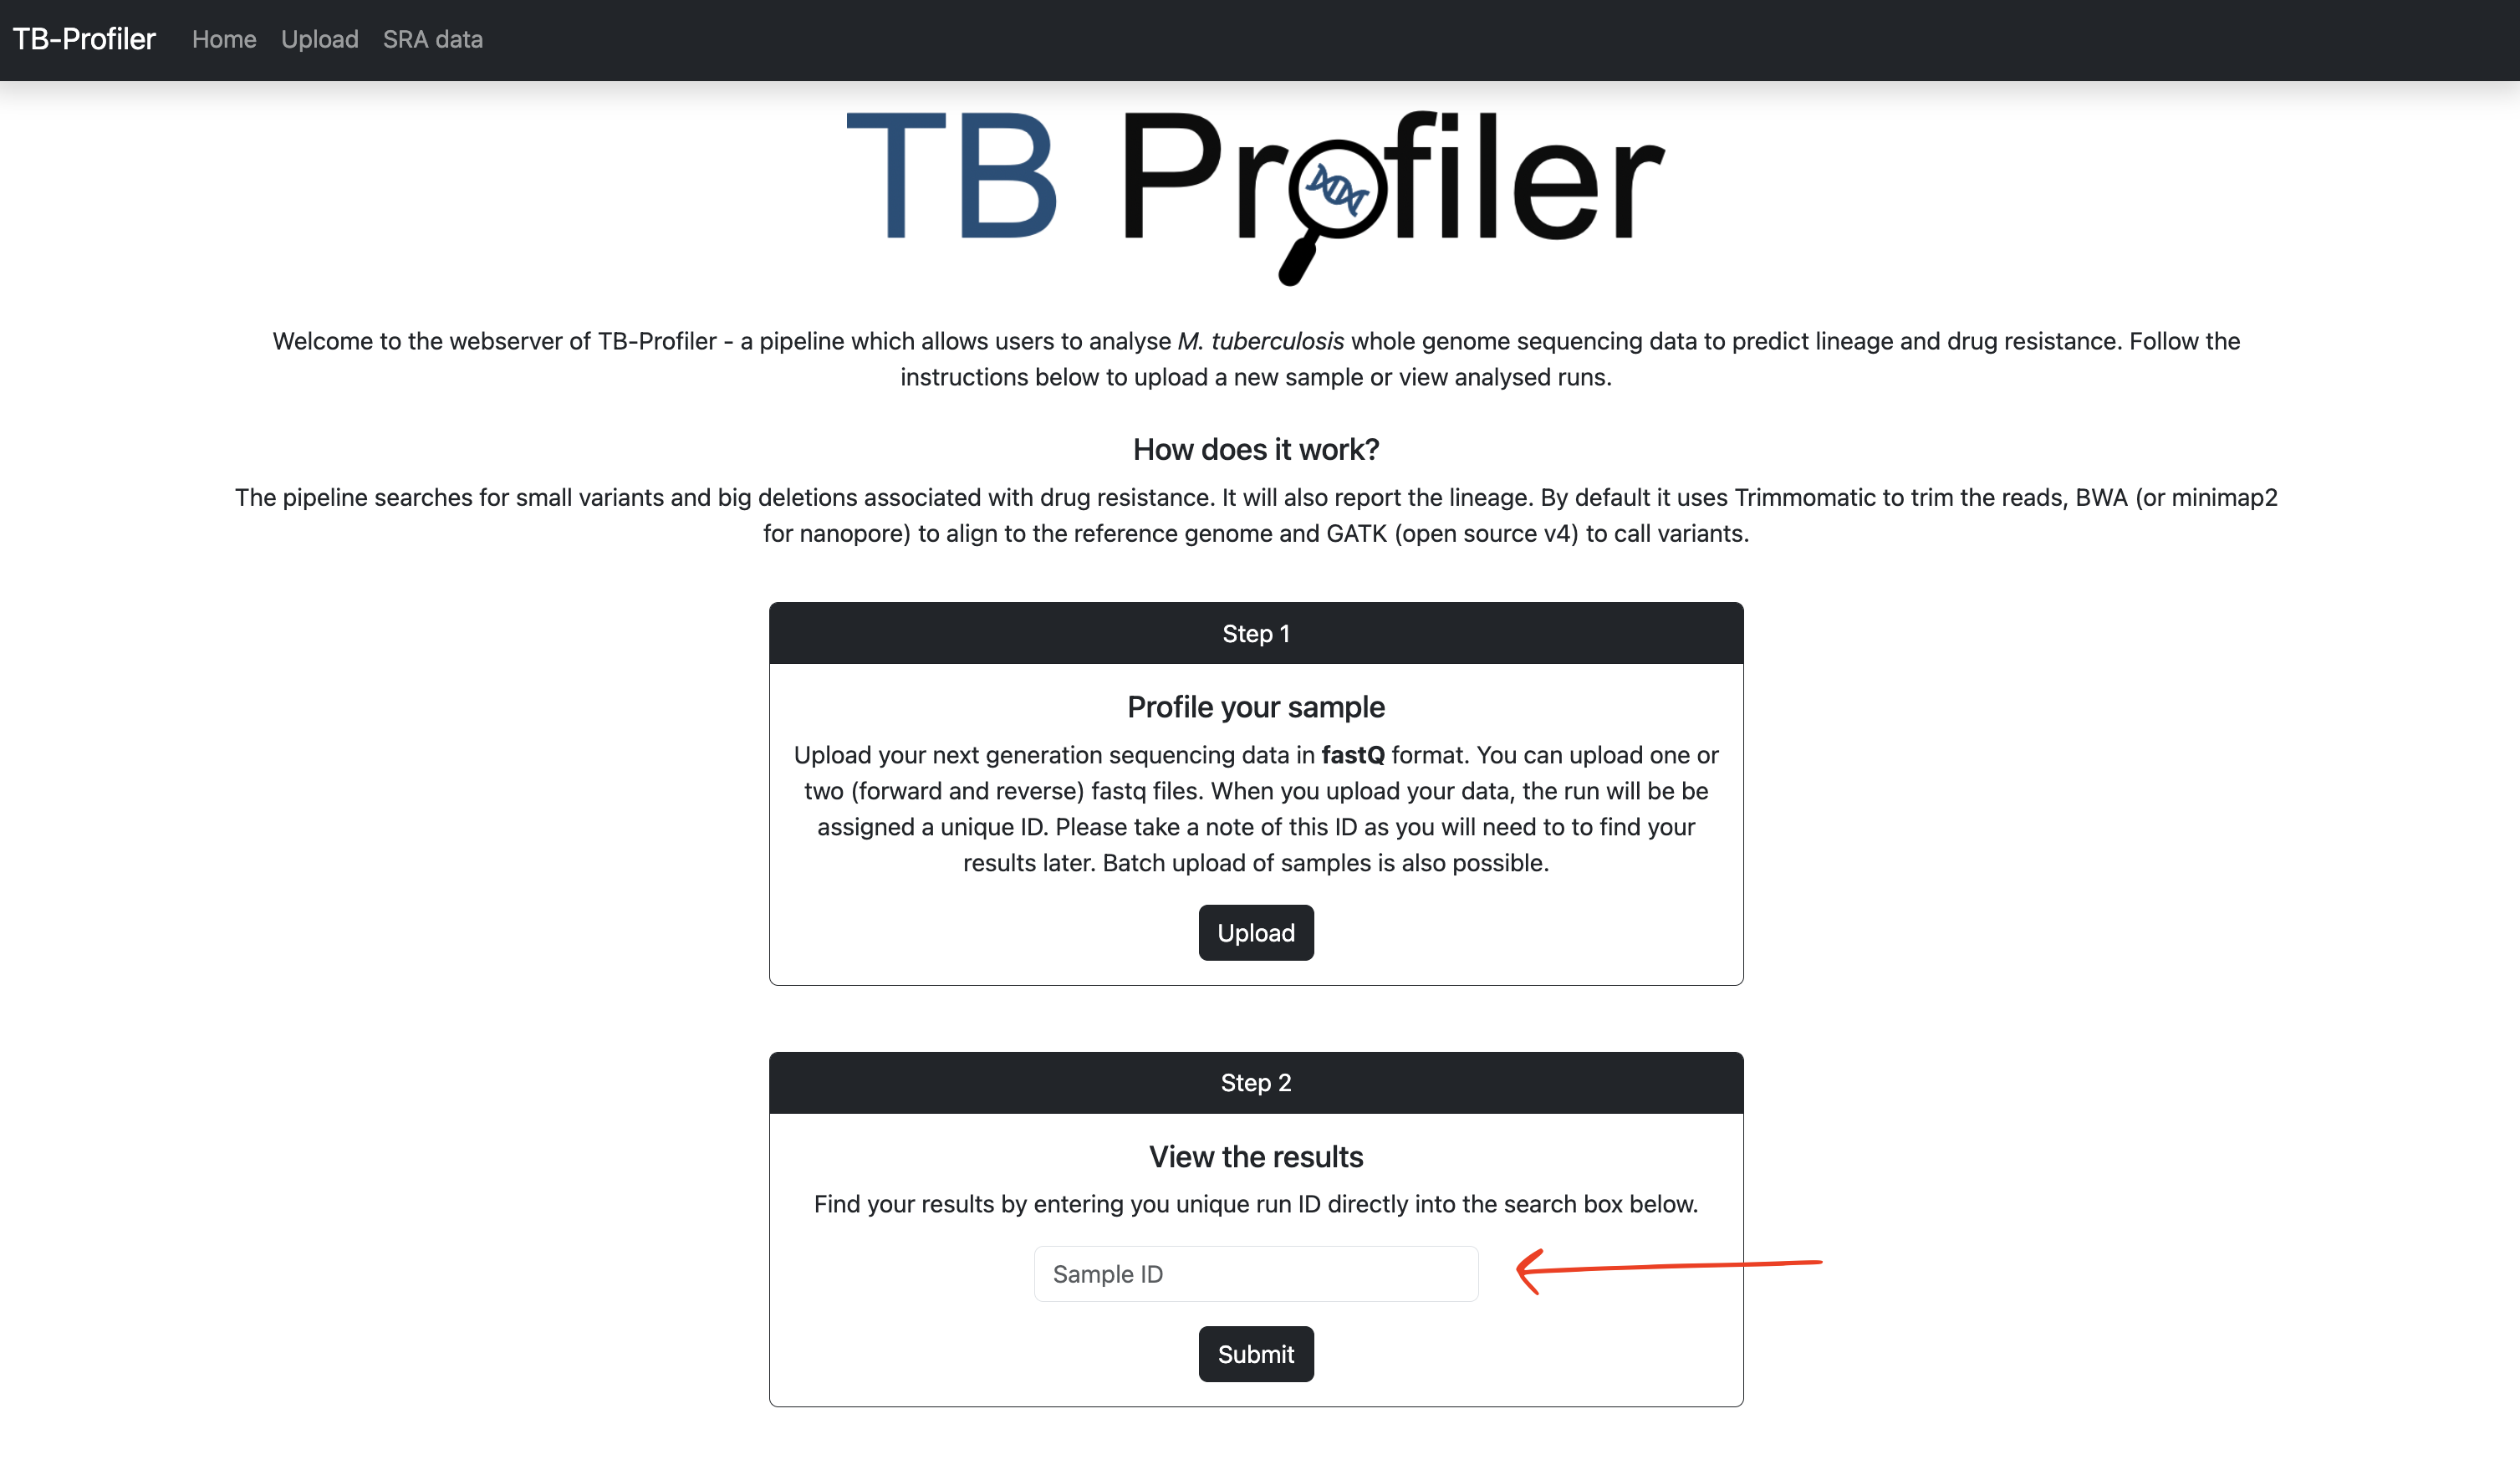 TB-Profiler Home Upload SRA data
TB Profiler
Welcome to the webserver of TB-Profiler - a pipeline which allows users to analyse M. tuberculosis whole genome sequencing data to predict lineage and drug resistance. Follow the
instructions below to upload a new sample or view analysed runs.
How does it work?
The pipeline searches for small variants and big deletions associated with drug resistance. It will also report the lineage. By default it uses Trimmomatic to trim the reads, BWA (or minimap2
for nanopore) to align to the reference genome and GATK (open source v4) to call variants.
Step 1
Profile your sample
Upload your next generation sequencing data in fastQ format. You can upload one or
two (forward and reverse) fastq files. When you upload your data, the run will be be
assigned a unique ID. Please take a note of this ID as you will need to to find your
results later. Batch upload of samples is also possible.
Upload
Step 2
View the results
Find your results by entering you unique run ID directly into the search box below.
Sample ID
Submit